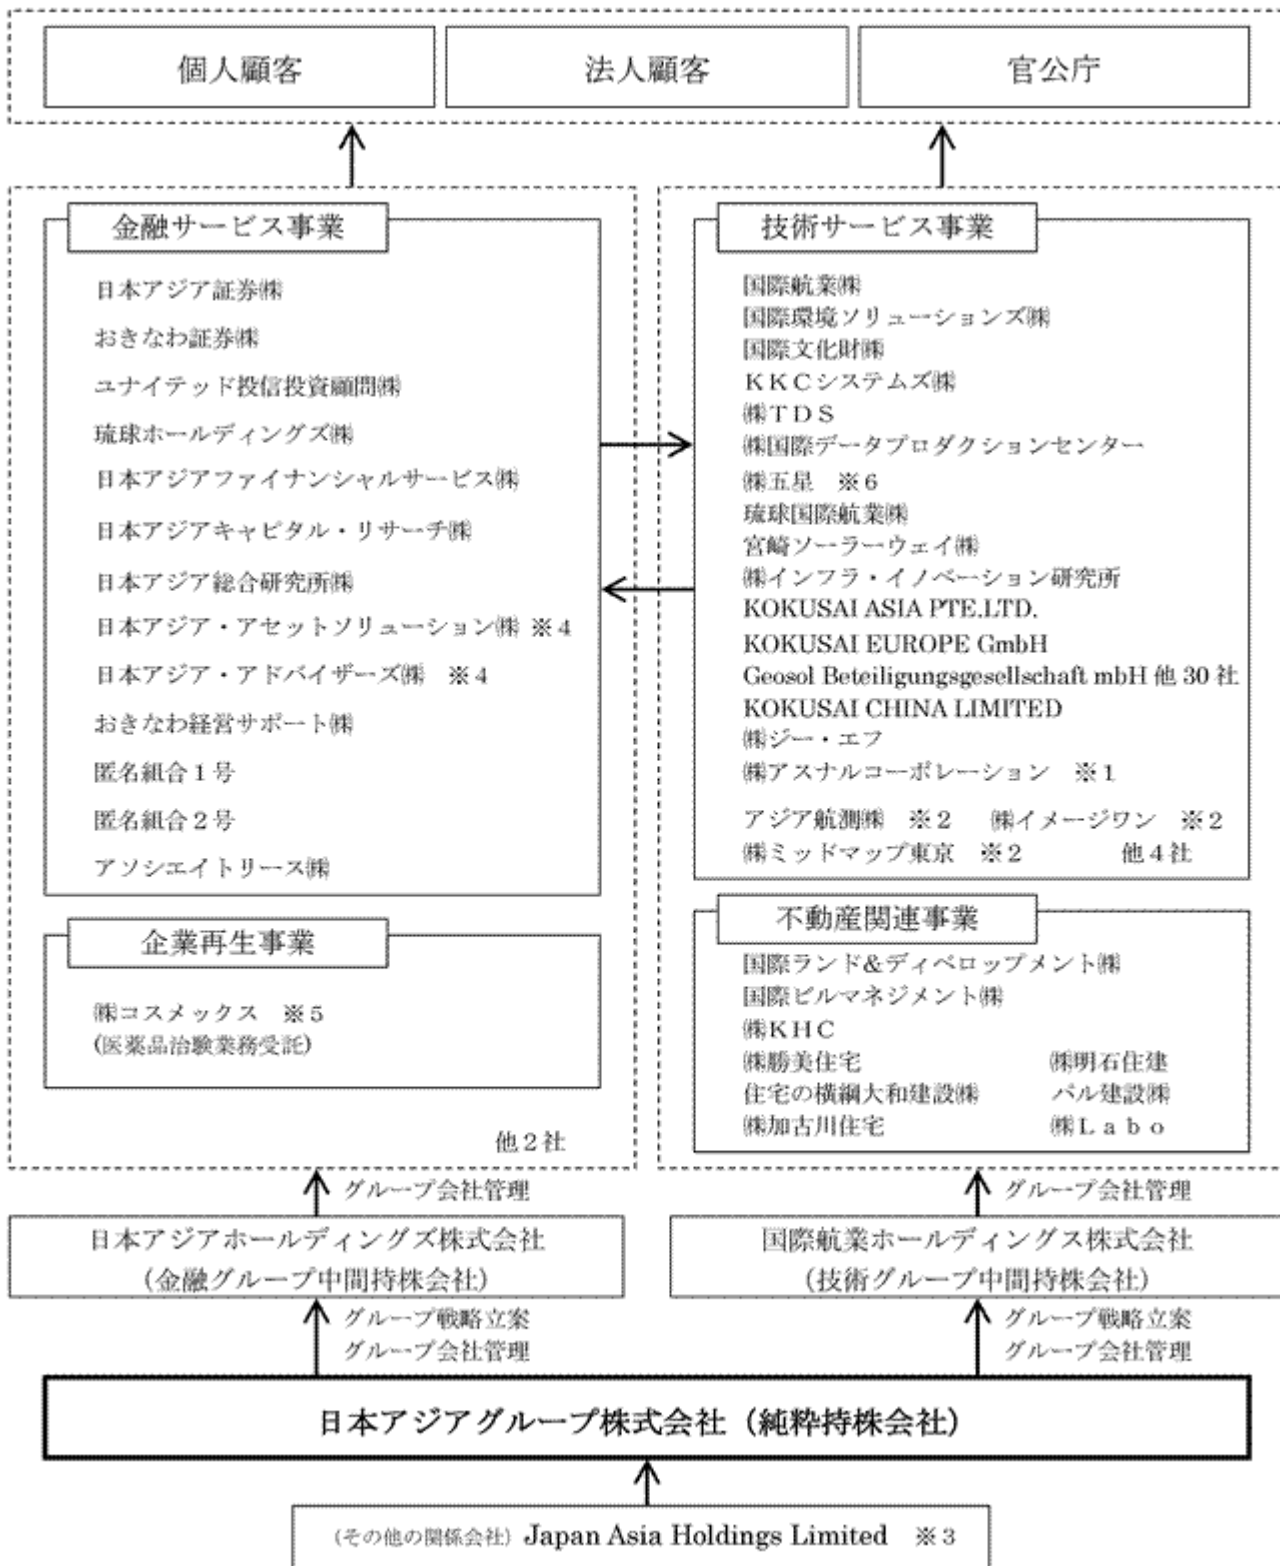 個人顧客
法人顧客
官公庁
金融サービス事業
日本アジア証券㈱
おきなわ証券㈱
ユナイテッド投信投資顧問㈱
琉球ホールディングズ㈱
日本アジアファイナンシャルサービス㈱
日本アジアキャピタル・リサーチ㈱
日本アジア総合研究所㈱
日本アジア・アセットソリューション㈱ ※4
日本アジア・アドバイザーズ㈱ ※4
おきなわ経営サポート㈱
匿名組合1号
匿名組合2号
アソシエイトリース㈱
企業再生事業
㈱コスメックス ※5
(医薬品治験業務受託)
他2社
技術サービス事業
国際航業㈱
国際環境ソリューションズ㈱
国際文化財㈱
KKCシステムズ㈱
㈱TDS
㈱国際データプロダクションセンター
㈱五星 ※6
琉球国際航業㈱
宮崎ソーラーウェイ㈱
㈱インフラ・イノベーション研究所
KOKUSAI ASIA PTE.LTD.
KOKUSAI EUROPE GmbH
Geosol Beteiligungsgesellschaft mbH 他 30 社
KOKUSAI CHINA LIMITED
㈱ジー・エフ
㈱アスナルコーポレーション ※1
アジア航測㈱ ※2 ㈱イメージワン ※2
㈱ミッドマップ東京 ※2 他4社
不動産関連事業
国際ランド&ディベロップメント㈱
国際ビルマネジメント㈱
㈱KHC
㈱勝美住宅 ㈱明石住建
住宅の横綱大和建設㈱ パル建設㈱
㈱加古川住宅 ㈱Labo
グループ会社管理
グループ会社管理
日本アジアホールディングズ株式会社
(金融グループ中間持株会社)
国際航業ホールディングス株式会社
(技術グループ中間持株会社)
グループ戦略立案
グループ会社管理
グループ戦略立案
グループ会社管理
日本アジアグループ株式会社(純粋持株会社)
(その他の関係会社) Japan Asia Holdings Limited ※3